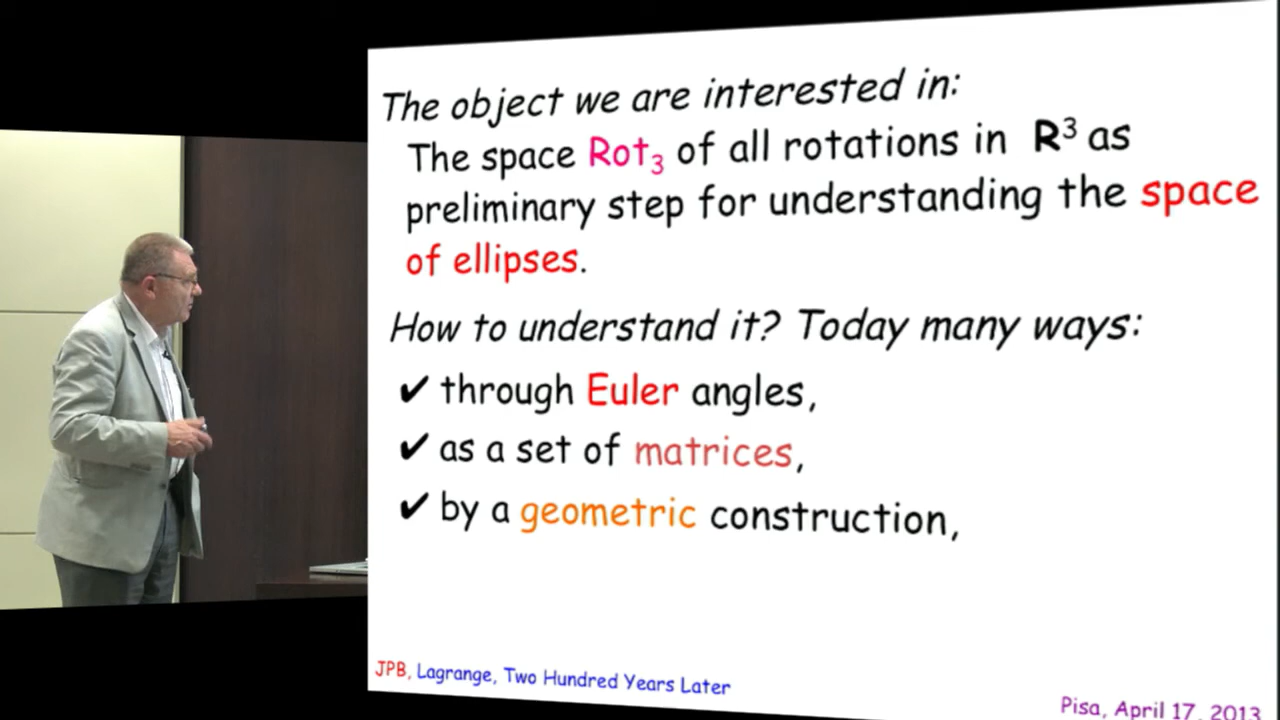 The object we are interested in:
The space Rot₃ of all rotations in R³ as
preliminary step for understanding the space
of ellipses.
How to understand it? Today many ways:
✔ through Euler angles,
✔ as a set of matrices,
✔ by a geometric construction,
JPB, Lagrange, Two Hundred Years Later
Pisa, April 17, 2013